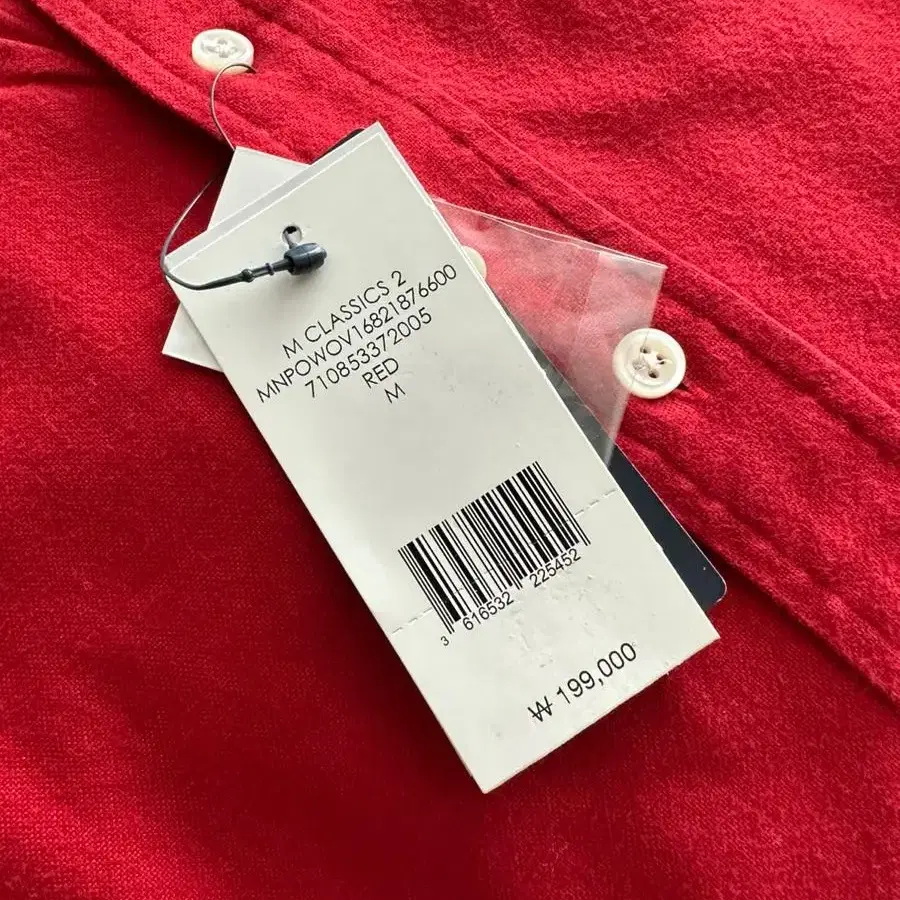 M CLASSICS 2
MNPOWOV16821876600
710853372005
RED
M
3 616532 225452
₩ 199,000